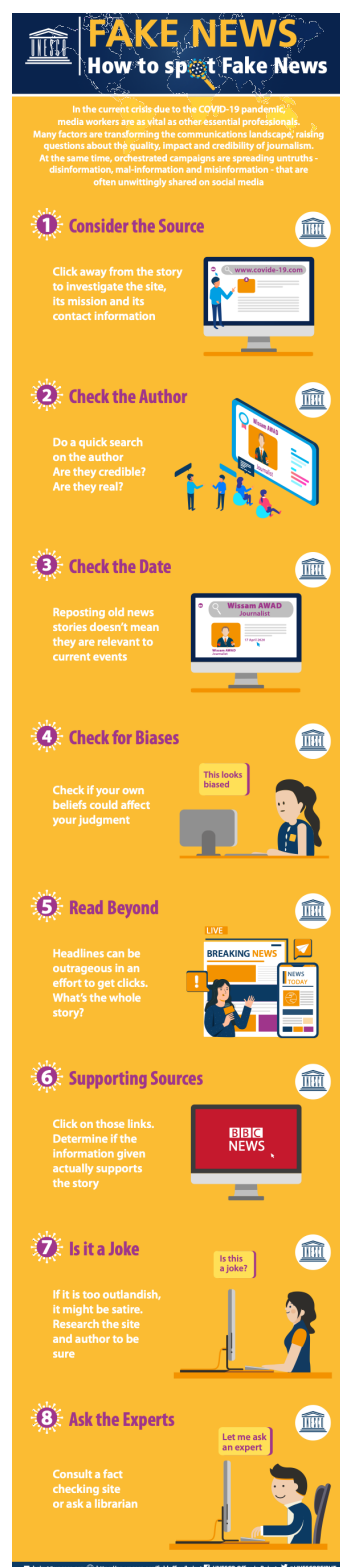 UNESCO
FAKE NEWS
How to spot Fake News
In the current crisis due to the COVID-19 pandemic,
media workers are as vital as other essential professionals.
Many factors are transforming the communications landscape, raising
questions about the quality, impact and credibility of journalism.
At the same time, orchestrated campaigns are spreading untruths -
disinformation, mal-information and misinformation - that are
often unwittingly shared on social media
1 Consider the Source
Click away from the story
to investigate the site,
its mission and its
contact information
www.covide-19.com
2 Check the Author
Do a quick search
on the author
Are they credible?
Are they real?
Wissam AWAD
Journalist
3 Check the Date
Reposting old news
stories doesn't mean
they are relevant to
current events
Wissam AWAD
Journalist
17 April 2020
Wissam AWAD
Journalist
4 Check for Biases
Check if your own
beliefs could affect
your judgment
This looks
biased
5 Read Beyond
Headlines can be
outrageous in an
effort to get clicks.
What's the whole
story?
LIVE
BREAKING NEWS
NEWS
TODAY
6 Supporting Sources
Click on those links.
Determine if the
information given
actually supports
the story
BBC
NEWS
7 Is it a Joke
If it is too outlandish,
it might be satire.
Research the site
and author to be
sure
Is this
a joke?
8 Ask the Experts
Consult a fact
checking site
or ask a librarian
Let me ask
an expert